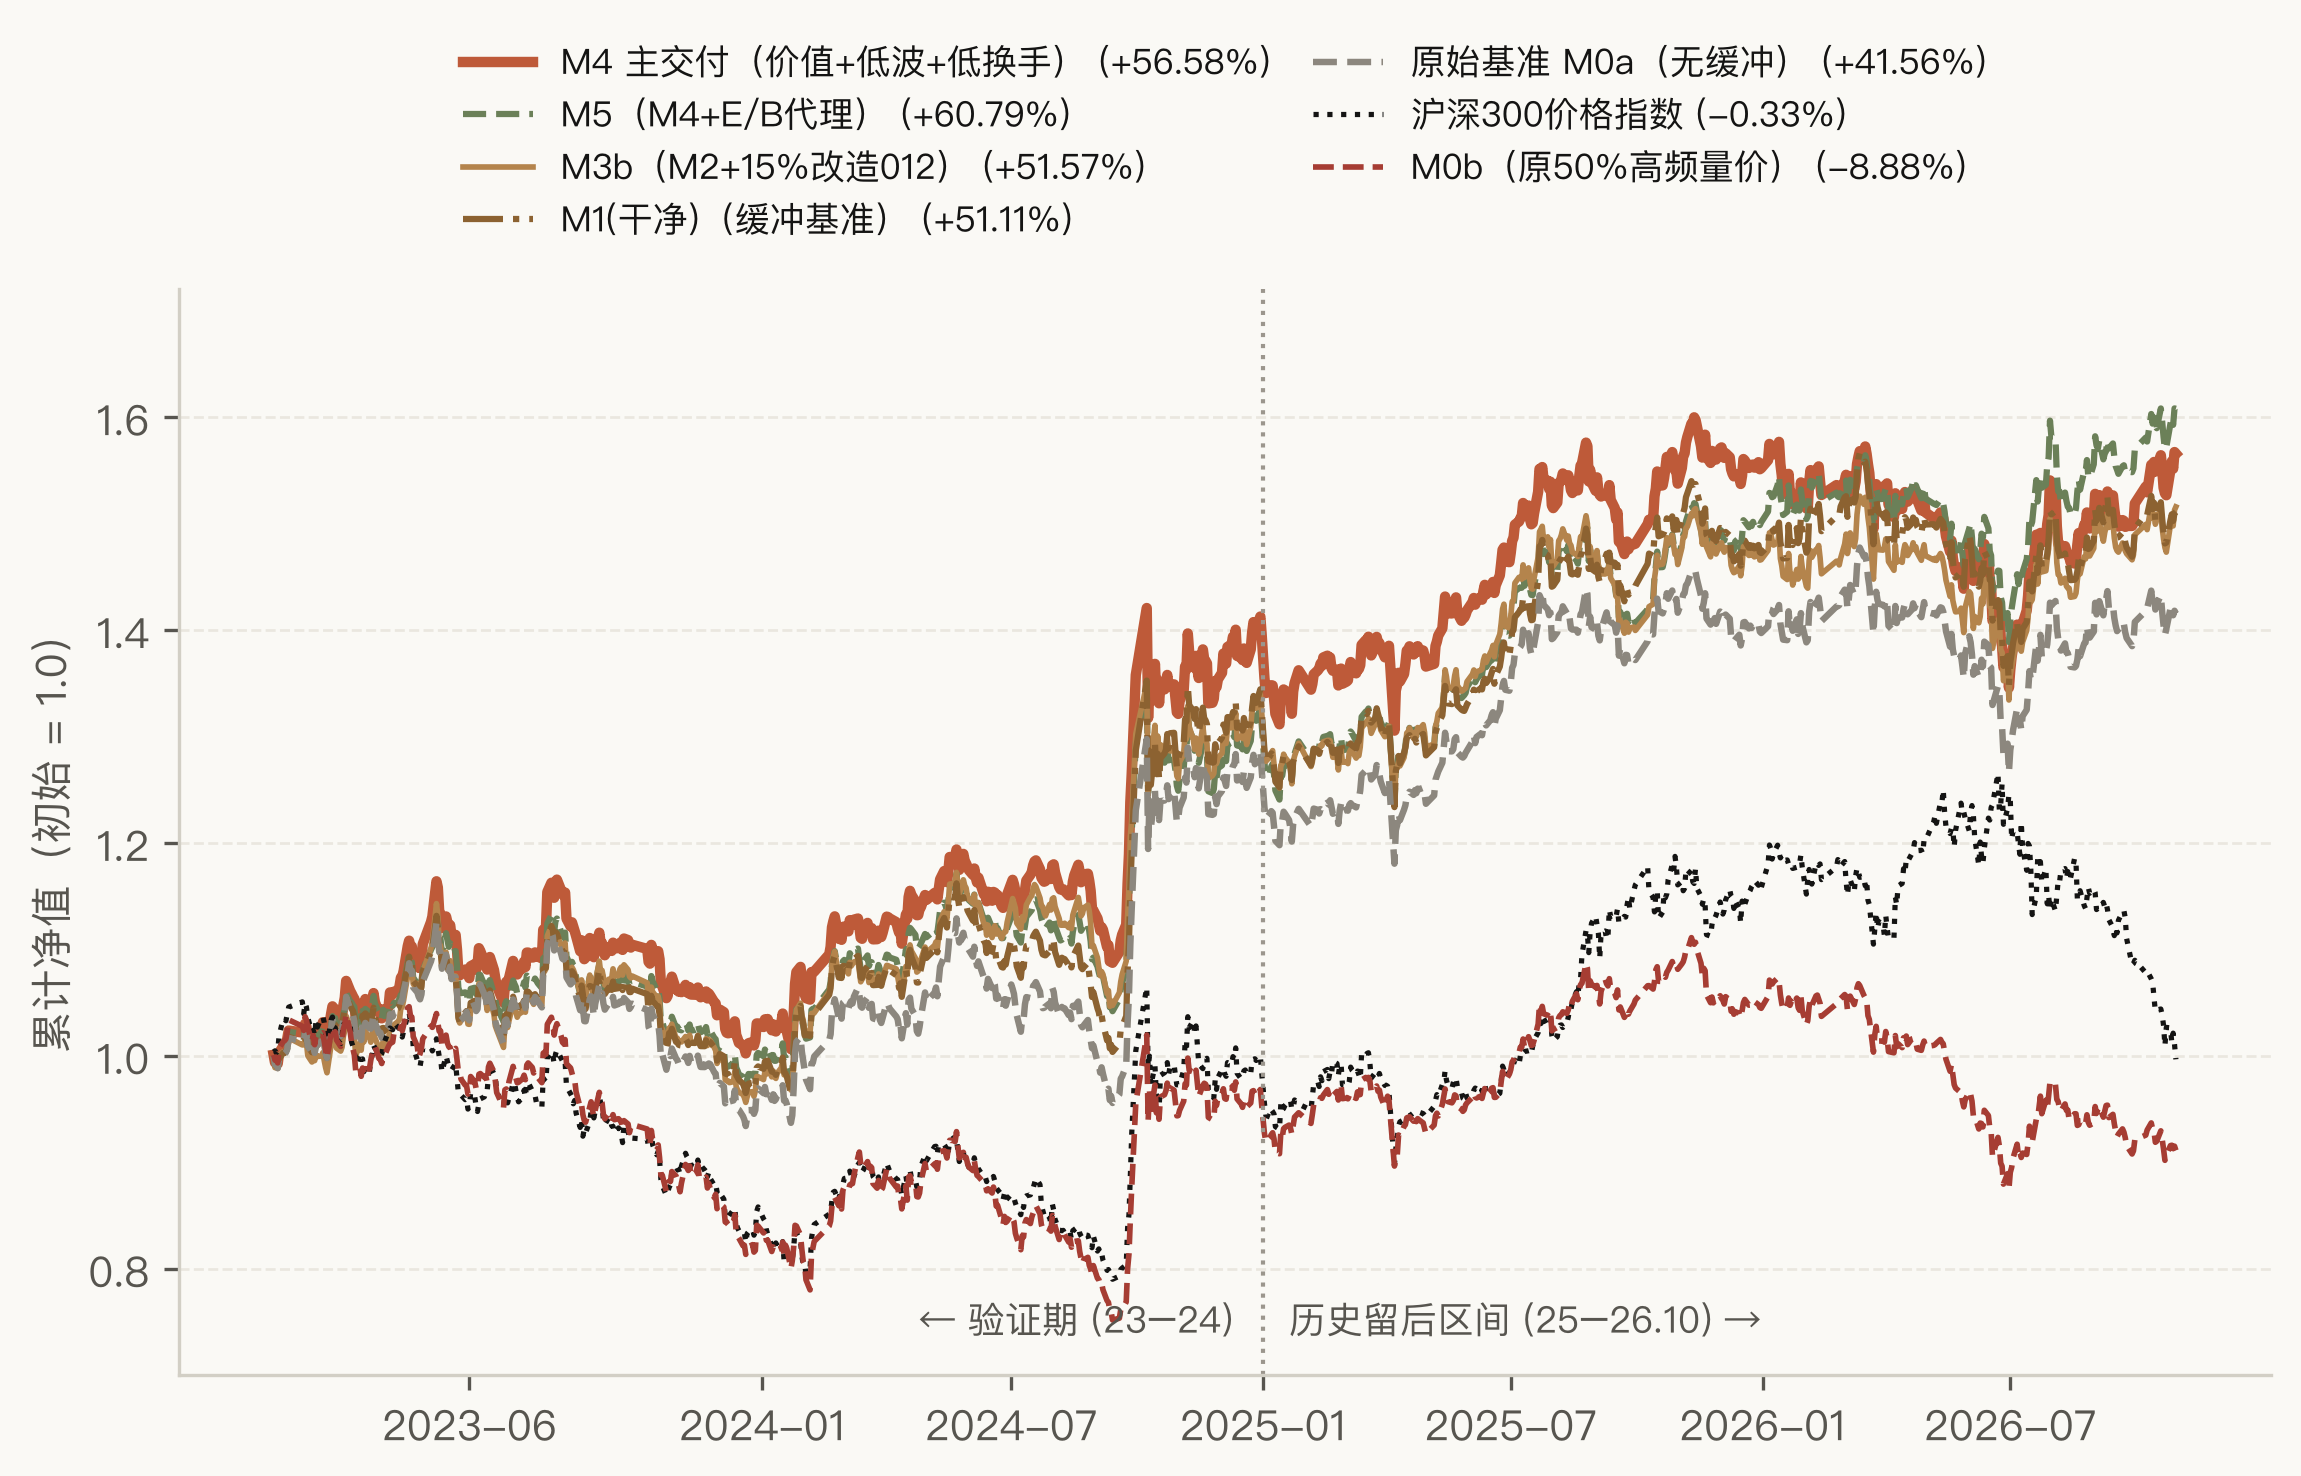 M4 主交付（价值+低波+低换手） (+56.58%)
M5（M4+E/B代理） (+60.79%)
M3b（M2+15%改造012） (+51.57%)
M1(干净)（缓冲基准） (+51.11%)
原始基准 M0a（无缓冲） (+41.56%)
沪深300价格指数 (−0.33%)
M0b（原50%高频量价） (−8.88%)
累计净值（初始 = 1.0）
1.6
1.4
1.2
1.0
0.8
← 验证期 (23—24)
历史留后区间 (25—26.10) →
2023−06
2024−01
2024−07
2025−01
2025−07
2026−01
2026−07